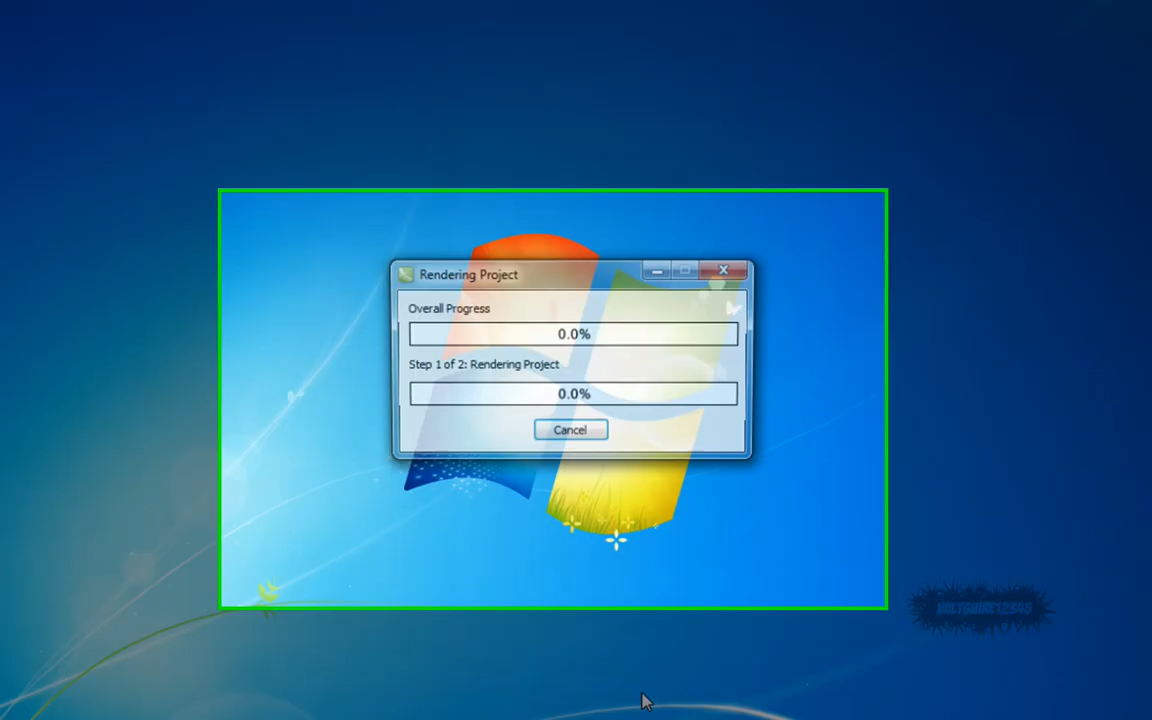 Rendering Project
Overall Progress
0.0%
Step 1 of 2: Rendering Project
0.0%
Cancel